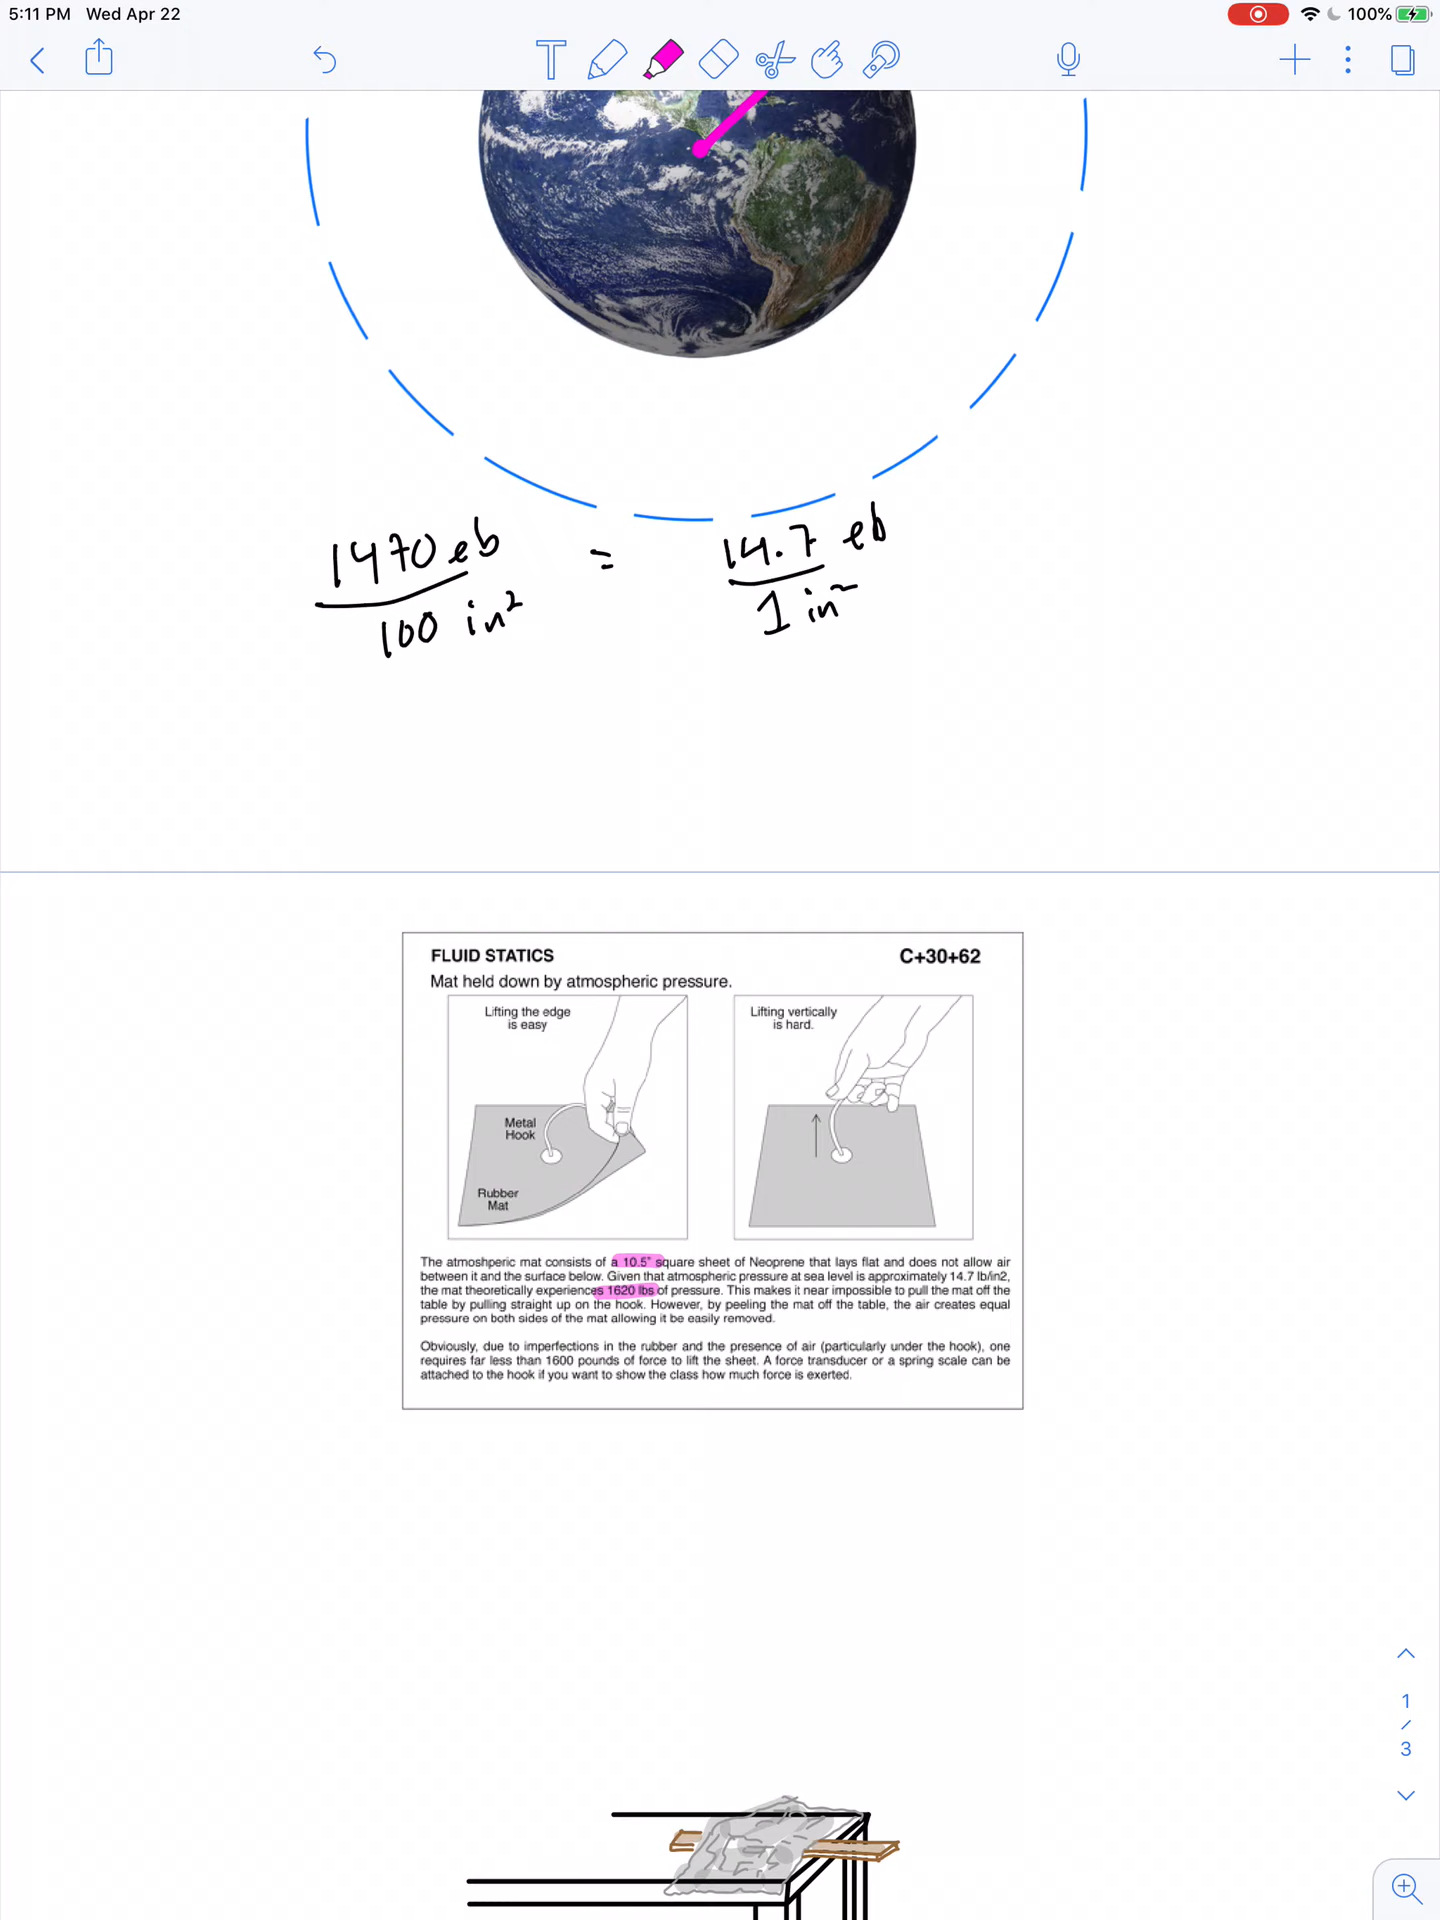 5:11 PM Wed Apr 22
100%
1470 lb = 14.7 lb
100 in² 1 in²
FLUID STATICS C+30+62
Mat held down by atmospheric pressure.
Lifting the edge
is easy
Metal
Hook
Rubber
Mat
Lifting vertically
is hard.
The atmoshperic mat consists of a 10.5" square sheet of Neoprene that lays flat and does not allow air
between it and the surface below. Given that atmospheric pressure at sea level is approximately 14.7 lb/in2,
the mat theoretically experiences 1620 lbs of pressure. This makes it near impossible to pull the mat off the
table by pulling straight up on the hook. However, by peeling the mat off the table, the air creates equal
pressure on both sides of the mat allowing it be easily removed.
Obviously, due to imperfections in the rubber and the presence of air (particularly under the hook), one
requires far less than 1600 pounds of force to lift the sheet. A force transducer or a spring scale can be
attached to the hook if you want to show the class how much force is exerted.
1
/
3